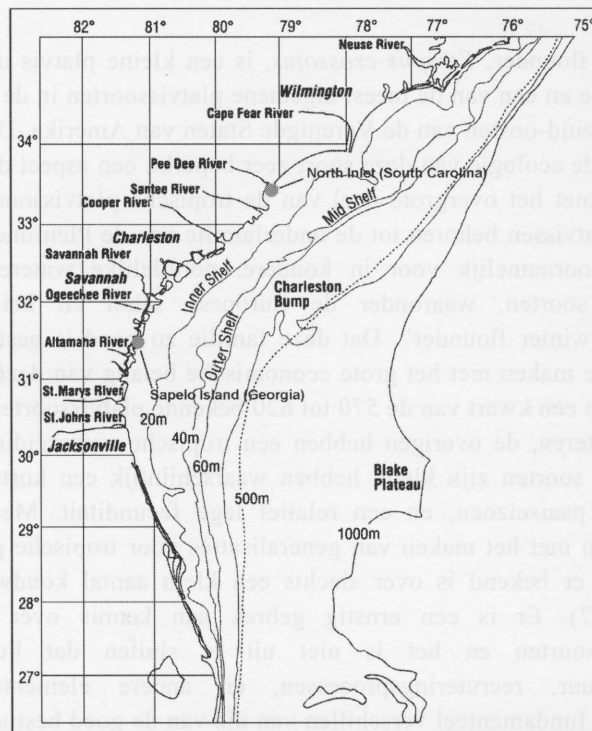 82° 81° 80° 79° 78° 77° 76° 75°
Neuse River
Wilmington
Cape Fear River
34°
Pee Dee River
North Inlet (South Carolina)
Santee River
Mid Shelf
Cooper River
33°
Charleston
Savannah River
Inner Shelf
Savannah
Charleston
Bump
32°
Ogeechee River
Outer Shelf
Altamaha River
31°
Sapelo Island (Georgia)
St.Marys River
20m
St.Johns River
40m
Jacksonville
60m
30°
Blake
Plateau
500m
1000m
29°
28°
27°